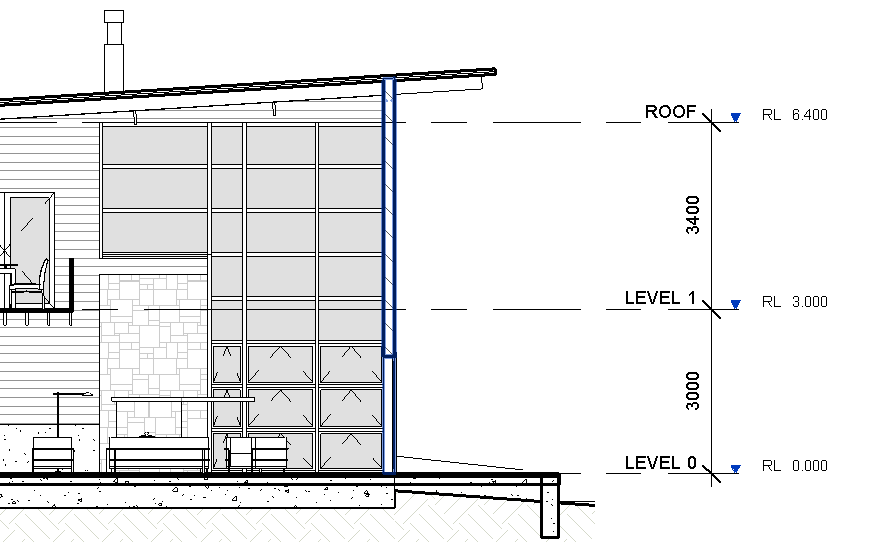 ROOF RL 6.400
3400
LEVEL 1 RL 3.000
3000
LEVEL 0 RL 0.000